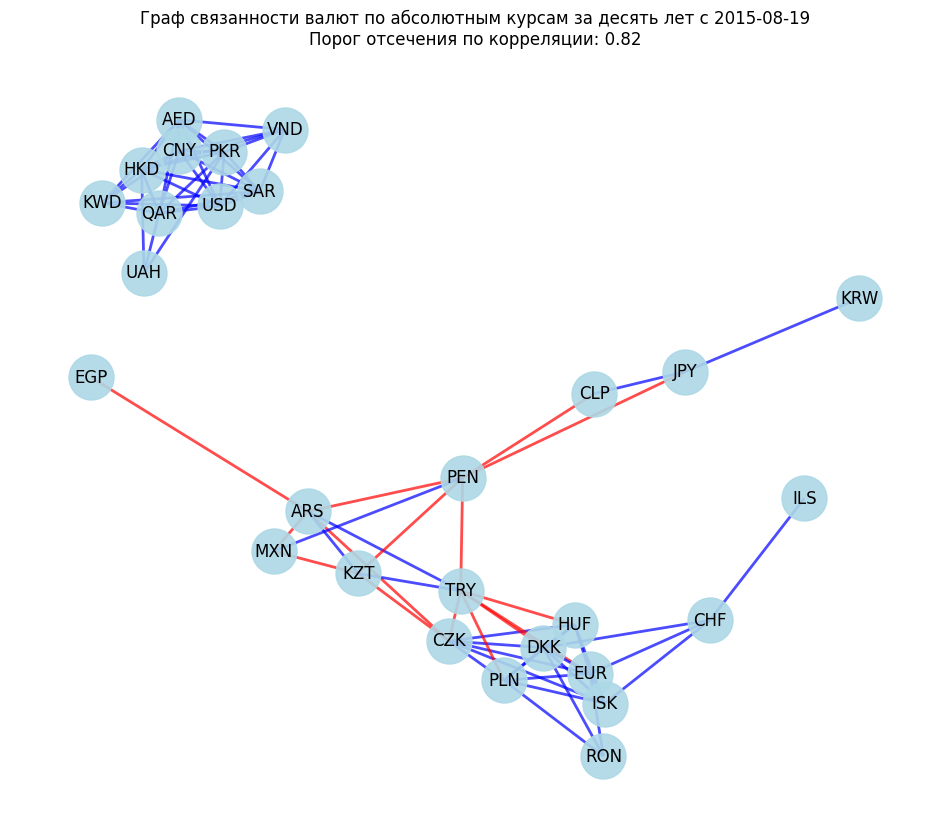 Граф связанности валют по абсолютным курсам за десять лет с 2015-08-19
Порог отсечения по корреляции: 0.82
AED
VND
CNY
PKR
HKD
SAR
KWD
QAR
USD
UAH
KRW
EGP
JPY
CLP
PEN
ILS
ARS
MXN
KZT
TRY
HUF
CHF
CZK
DKK
EUR
PLN
ISK
RON